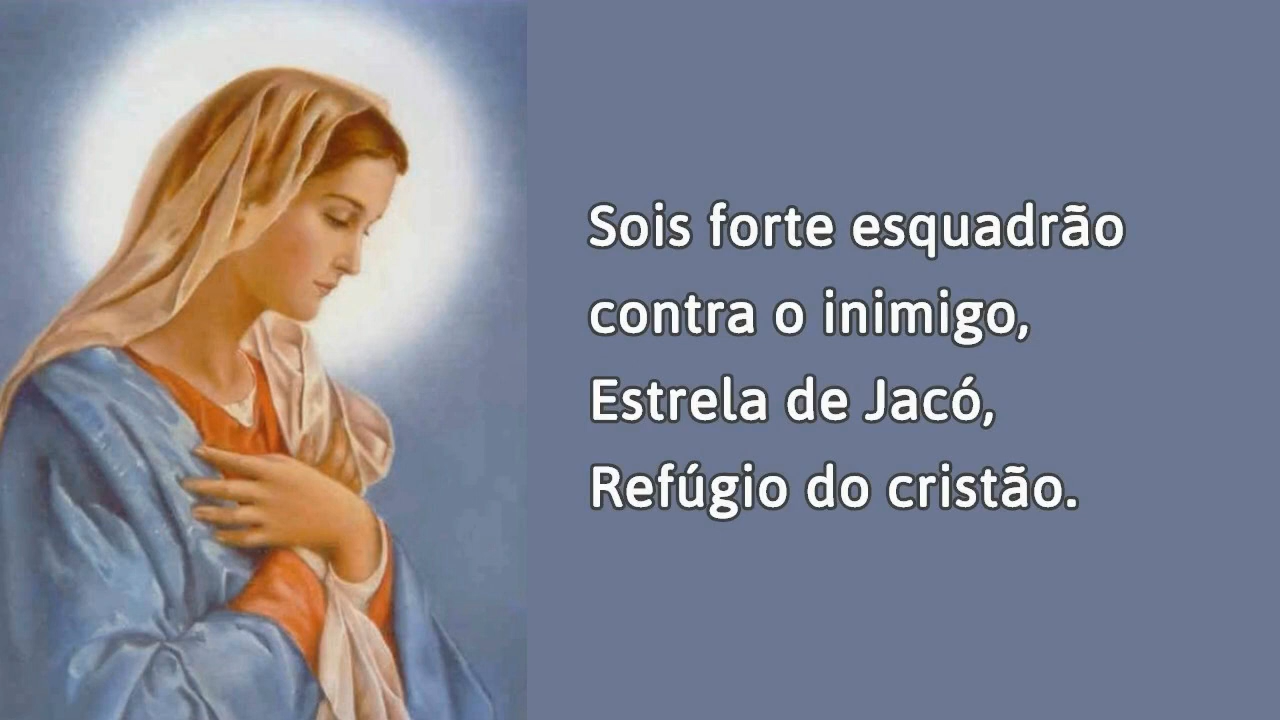 Sois forte esquadrão
contra o inimigo,
Estrela de Jacó,
Refúgio do cristão.